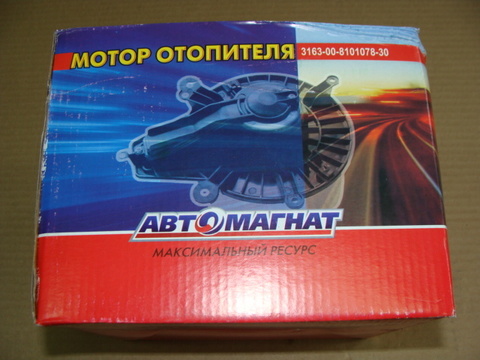 МОТОР ОТОПИТЕЛЯ 3163-00-8101078-30
АВТОМАГНАТ
МАКСИМАЛЬНЫЙ РЕСУРС